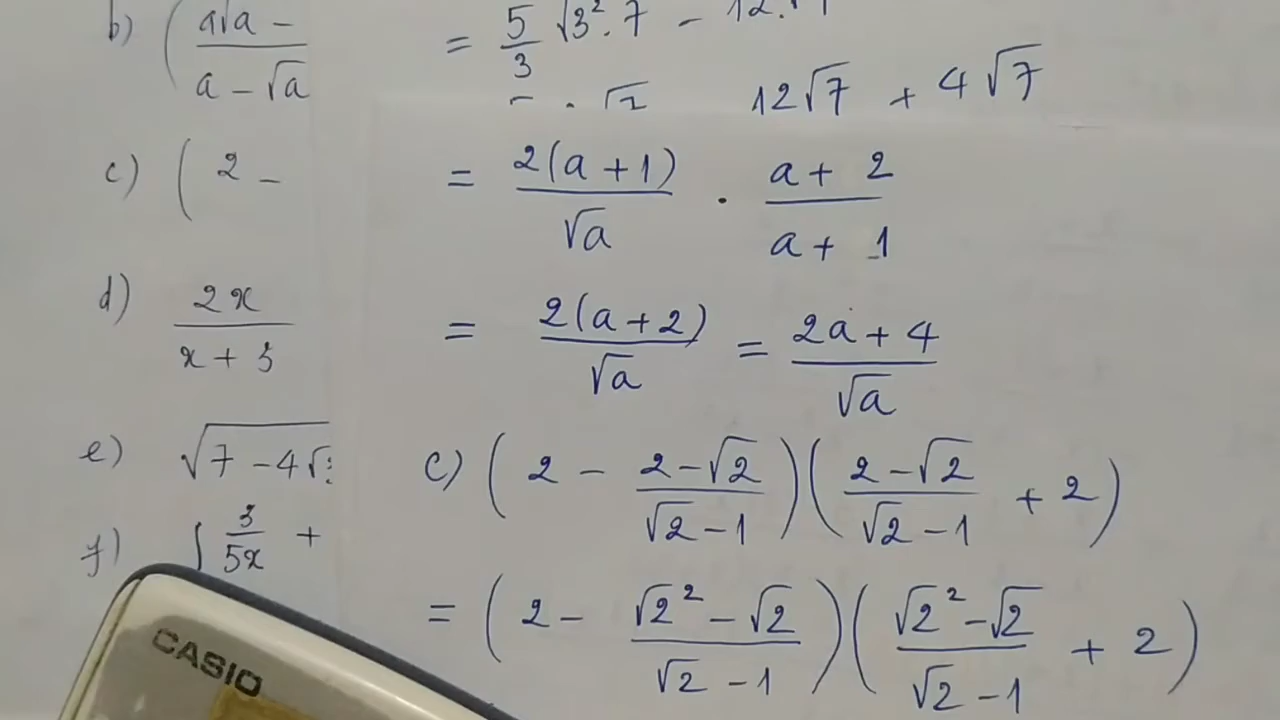 b) ( a√a − / a − √a
c) ( 2 −
d) 2x / x + 3
e) √7 − 4√
f) 3 / 5x +
= 5/3 √3². 7 − 12.
12√7 + 4√7
= 2(a + 1) / √a . a + 2 / a + 1
= 2(a + 2) / √a = 2a + 4 / √a
c) ( 2 − 2 − √2 / √2 − 1 ) ( 2 − √2 / √2 − 1 + 2 )
= ( 2 − √2² − √2 / √2 − 1 ) ( √2² − √2 / √2 − 1 + 2 )
CASIO